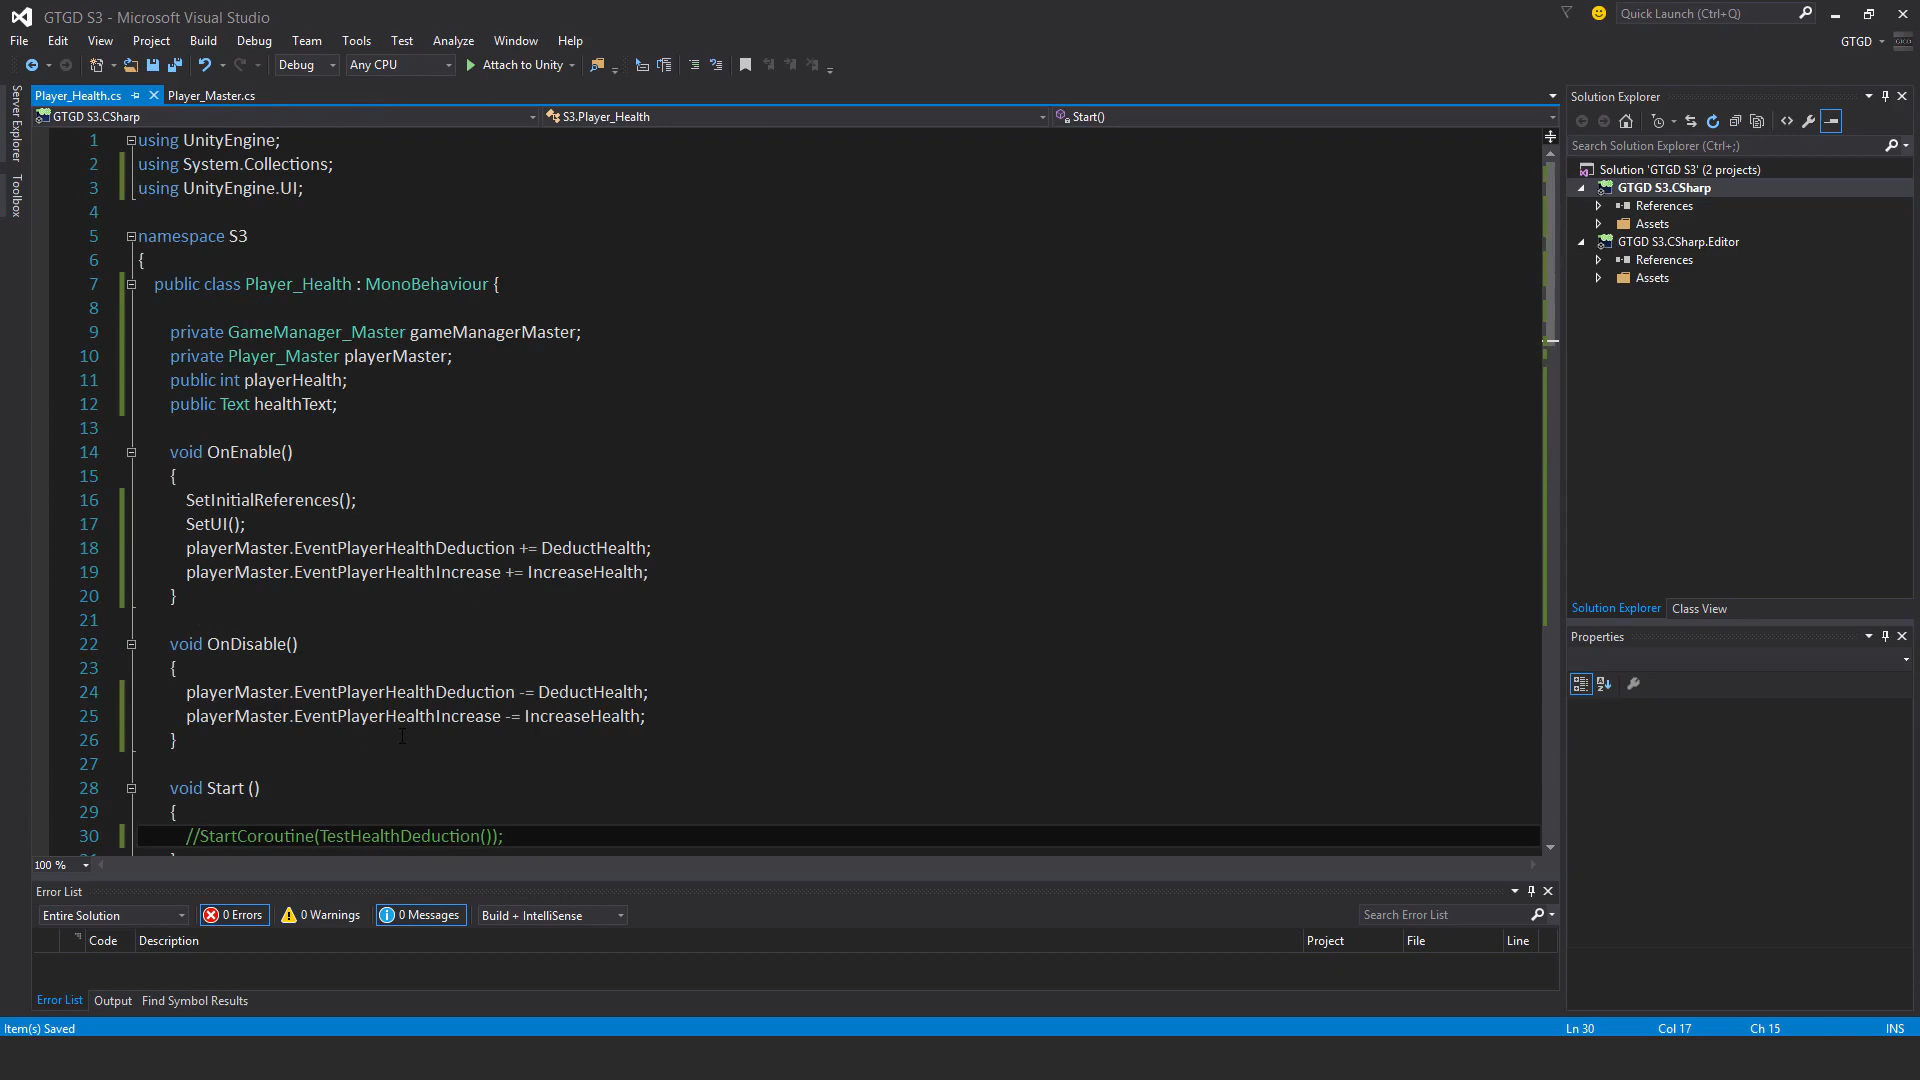 GTGD S3 - Microsoft Visual Studio
Quick Launch (Ctrl+Q)
File Edit View Project Build Debug Team Tools Test Analyze Window Help
GTGD
Debug Any CPU Attach to Unity
Server Explorer
Toolbox
Player_Health.cs Player_Master.cs
GTGD S3.CSharp S3.Player_Health Start()
1 using UnityEngine;
2 using System.Collections;
3 using UnityEngine.UI;
4
5 namespace S3
6 {
7 public class Player_Health : MonoBehaviour {
8
9 private GameManager_Master gameManagerMaster;
10 private Player_Master playerMaster;
11 public int playerHealth;
12 public Text healthText;
13
14 void OnEnable()
15 {
16 SetInitialReferences();
17 SetUI();
18 playerMaster.EventPlayerHealthDeduction += DeductHealth;
19 playerMaster.EventPlayerHealthIncrease += IncreaseHealth;
20 }
21
22 void OnDisable()
23 {
24 playerMaster.EventPlayerHealthDeduction -= DeductHealth;
25 playerMaster.EventPlayerHealthIncrease -= IncreaseHealth;
26 }
27
28 void Start ()
29 {
30 //StartCoroutine(TestHealthDeduction());
100 %
Solution Explorer
Search Solution Explorer (Ctrl+;)
Solution 'GTGD S3' (2 projects)
GTGD S3.CSharp
References
Assets
GTGD S3.CSharp.Editor
References
Assets
Solution Explorer Class View
Properties
Error List
Entire Solution 0 Errors 0 Warnings 0 Messages Build + IntelliSense Search Error List
Code Description Project File Line
Error List Output Find Symbol Results
Item(s) Saved Ln 30 Col 17 Ch 15 INS